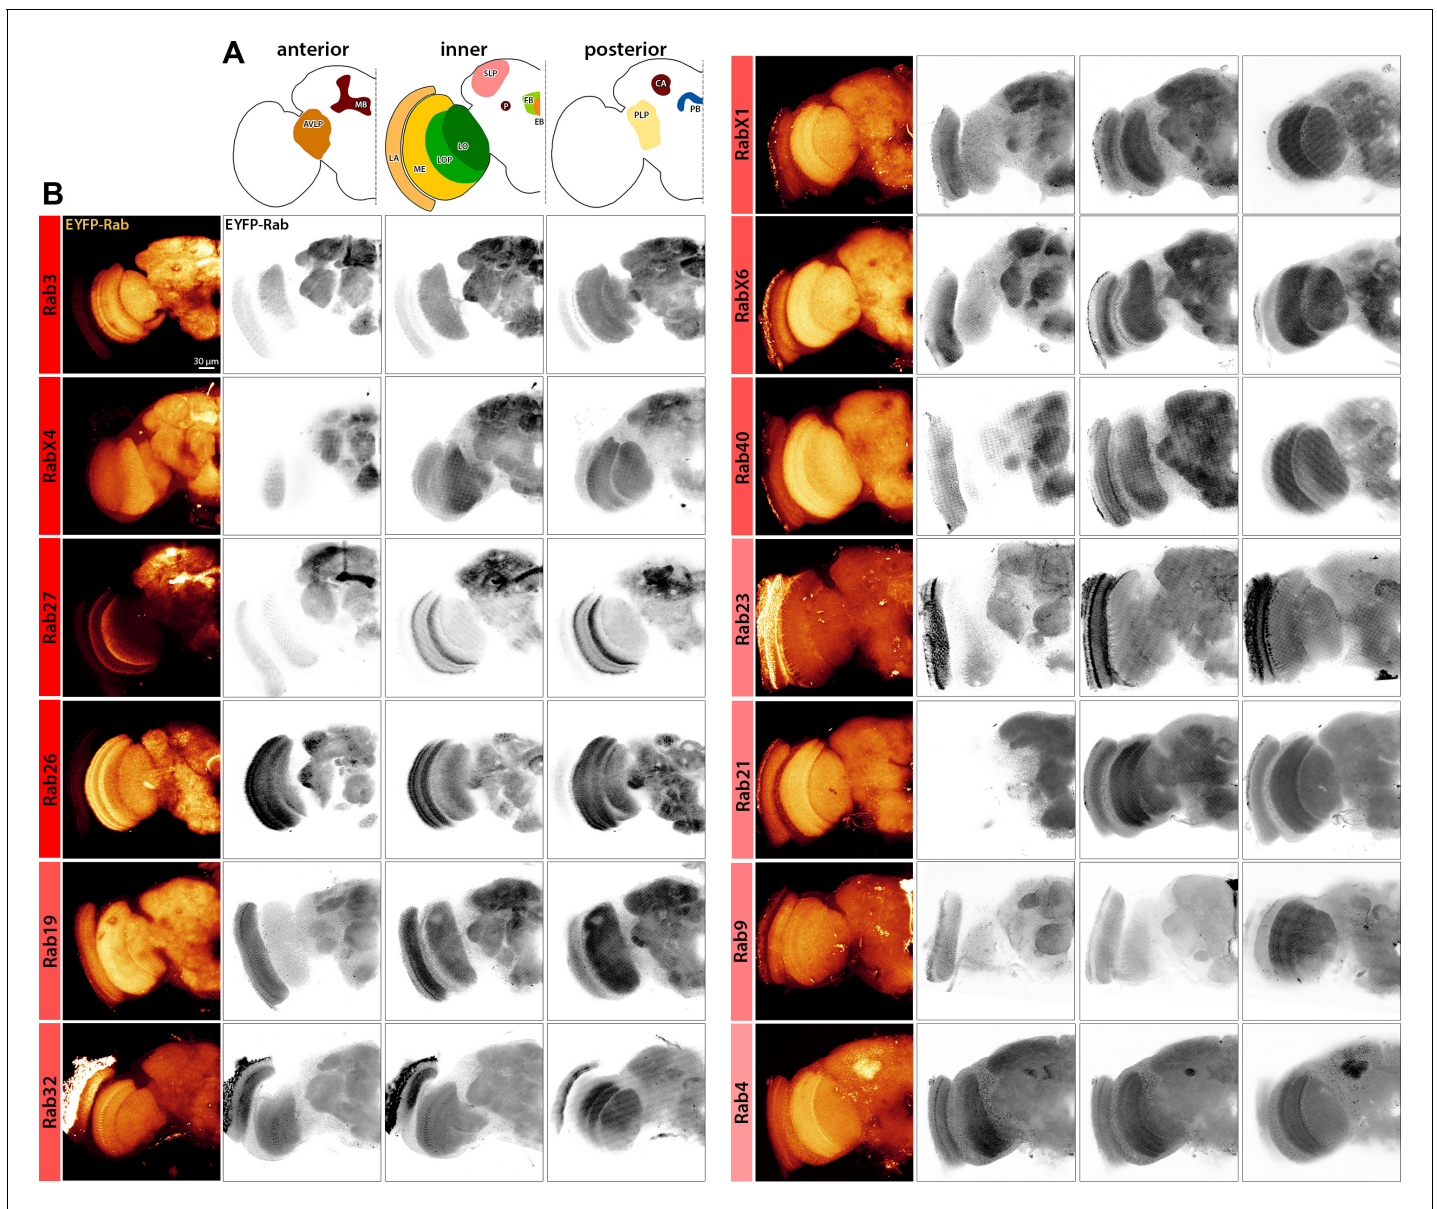 A
anterior
inner
posterior
MB
AVLP
SLP
P
FB
EB
LA
ME
LOP
LO
CA
PLP
PB
B
EYFP-Rab
EYFP-Rab
Rab3
30 µm
RabX4
Rab27
Rab26
Rab19
Rab32
RabX1
RabX6
Rab40
Rab23
Rab21
Rab9
Rab4